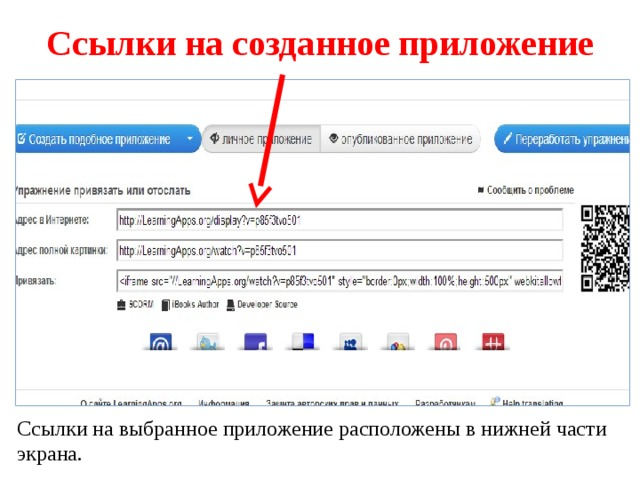 Ссылки на созданное приложение
Создать подобное приложение
личное приложение
опубликованное приложение
Переработать упражнени
Упражнение привязать или отослать
Сообщить о проблеме
Адрес в Интернете:
http://LearningApps.org/display?v=p85f3tvo501
Адрес полной картинки:
http://LearningApps.org/watch?v=p85f3tvo501
Привязать:
<iframe src="//LearningApps.org/watch?v=p85f3tvo501" style="border:0px;width:100%;height:500px" webkitallowf
SCORM
iBooks Author
Developer Source
О сайте LearningApps.org
Информация
Защита авторских прав и данных
Разработчикам
Help translating
Ссылки на выбранное приложение расположены в нижней части
экрана.